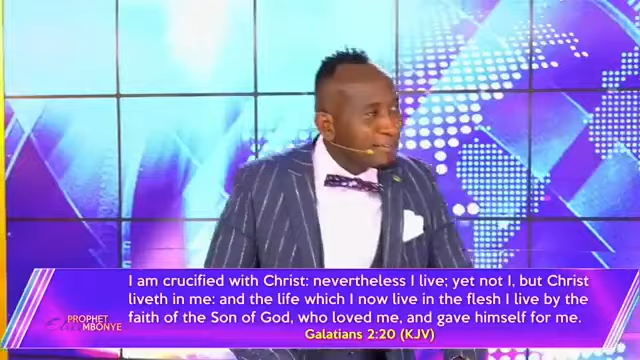 I am crucified with Christ: nevertheless I live; yet not I, but Christ
liveth in me: and the life which I now live in the flesh I live by the
faith of the Son of God, who loved me, and gave himself for me.
Galatians 2:20 (KJV)
PROPHET
Elvis
MBONYE